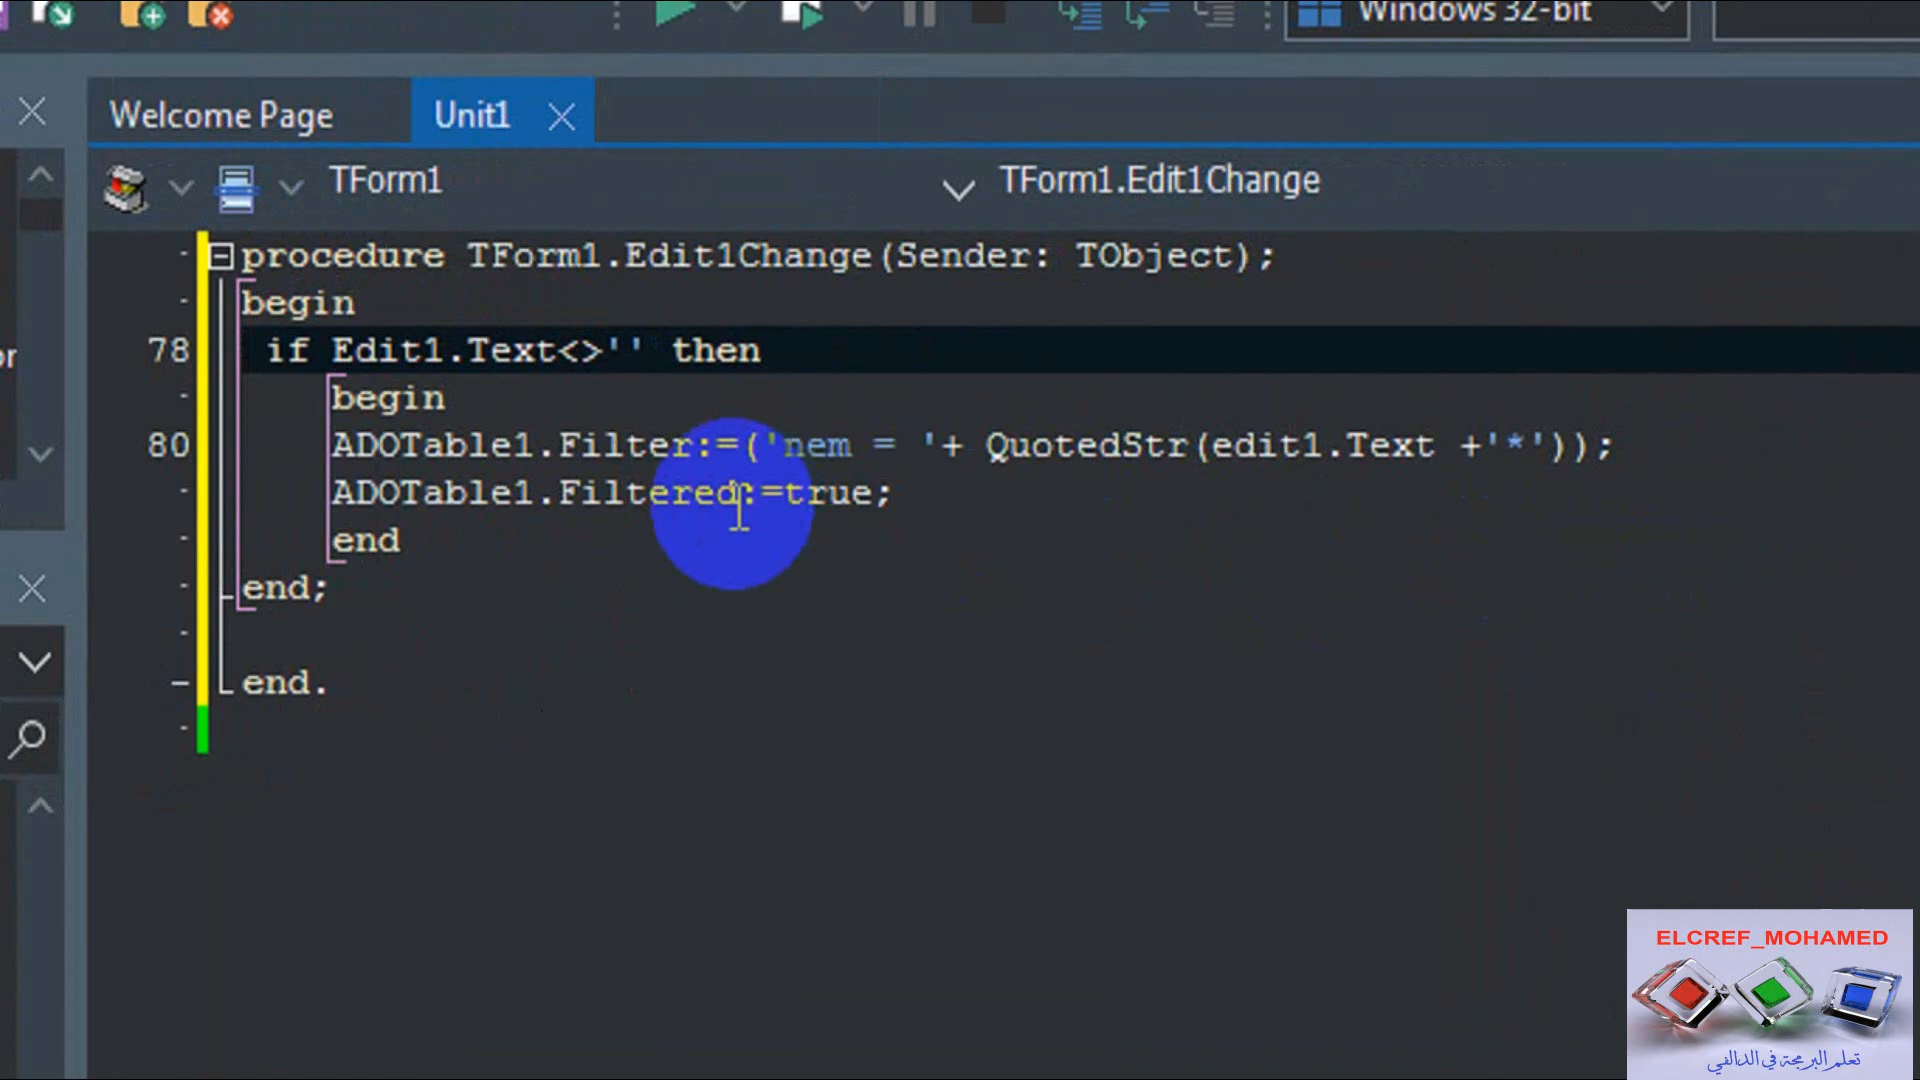 Windows 32-bit
Welcome Page
Unit1
TForm1
TForm1.Edit1Change
procedure TForm1.Edit1Change(Sender: TObject);
begin
78 if Edit1.Text<>'' then
begin
80 ADOTable1.Filter:=('nem = '+ QuotedStr(edit1.Text +'*'));
ADOTable1.Filtered:=true;
end
end;
end.
ELCREF_MOHAMED
تعلم البرمجة في الدالفي